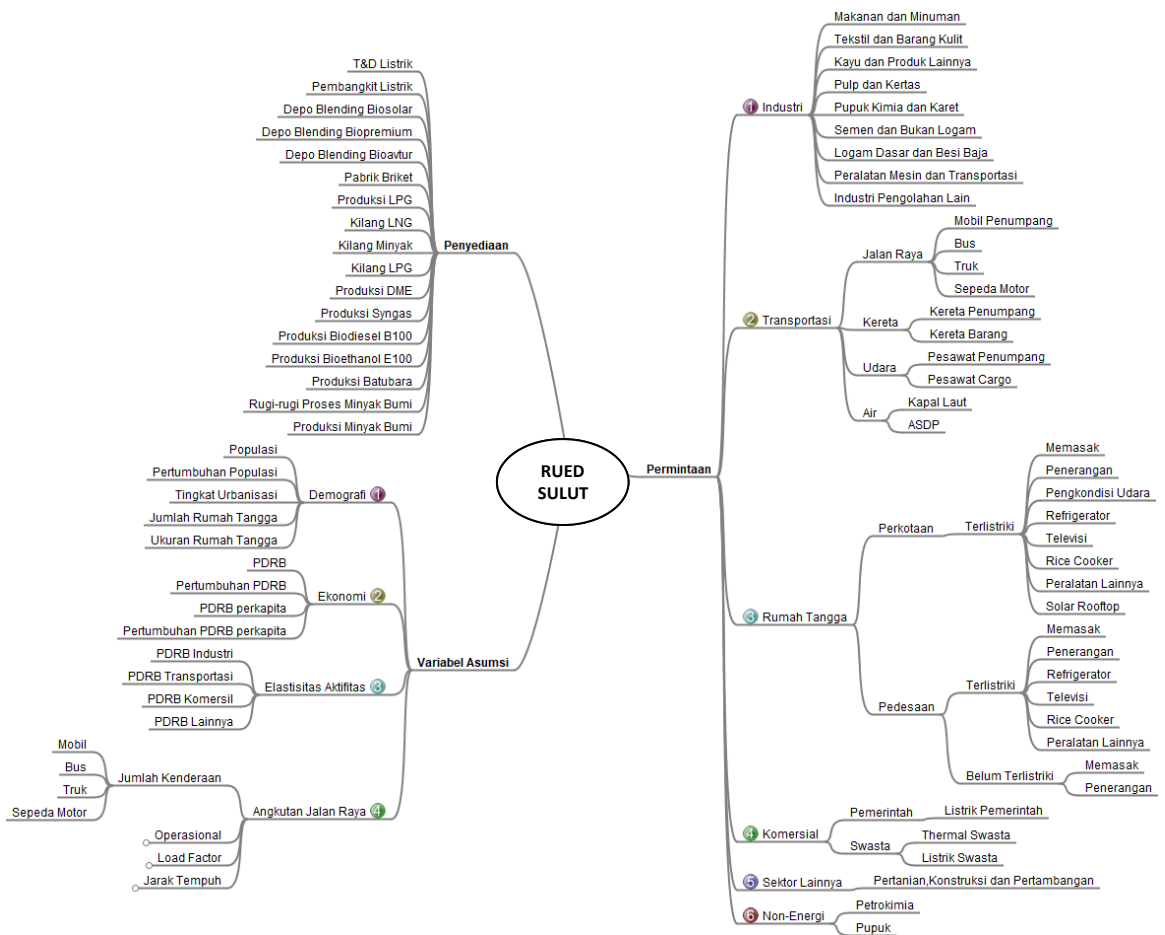 RUED
SULUT
Penyediaan
T&D Listrik
Pembangkit Listrik
Depo Blending Biosolar
Depo Blending Biopremium
Depo Blending Bioavtur
Pabrik Briket
Produksi LPG
Kilang LNG
Kilang Minyak
Kilang LPG
Produksi DME
Produksi Syngas
Produksi Biodiesel B100
Produksi Bioethanol E100
Produksi Batubara
Rugi-rugi Proses Minyak Bumi
Produksi Minyak Bumi
Variabel Asumsi
Demografi 1
Populasi
Pertumbuhan Populasi
Tingkat Urbanisasi
Jumlah Rumah Tangga
Ukuran Rumah Tangga
Ekonomi 2
PDRB
Pertumbuhan PDRB
PDRB perkapita
Pertumbuhan PDRB perkapita
Elastisitas Aktifitas 3
PDRB Industri
PDRB Transportasi
PDRB Komersil
PDRB Lainnya
Angkutan Jalan Raya 4
Jumlah Kenderaan
Mobil
Bus
Truk
Sepeda Motor
Operasional
Load Factor
Jarak Tempuh
Permintaan
1 Industri
Makanan dan Minuman
Tekstil dan Barang Kulit
Kayu dan Produk Lainnya
Pulp dan Kertas
Pupuk Kimia dan Karet
Semen dan Bukan Logam
Logam Dasar dan Besi Baja
Peralatan Mesin dan Transportasi
Industri Pengolahan Lain
2 Transportasi
Jalan Raya
Mobil Penumpang
Bus
Truk
Sepeda Motor
Kereta
Kereta Penumpang
Kereta Barang
Udara
Pesawat Penumpang
Pesawat Cargo
Air
Kapal Laut
ASDP
3 Rumah Tangga
Perkotaan
Terlistriki
Memasak
Penerangan
Pengkondisi Udara
Refrigerator
Televisi
Rice Cooker
Peralatan Lainnya
Solar Rooftop
Pedesaan
Terlistriki
Memasak
Penerangan
Refrigerator
Televisi
Rice Cooker
Peralatan Lainnya
Belum Terlistriki
Memasak
Penerangan
4 Komersial
Pemerintah
Listrik Pemerintah
Swasta
Thermal Swasta
Listrik Swasta
5 Sektor Lainnya
Pertanian,Konstruksi dan Pertambangan
6 Non-Energi
Petrokimia
Pupuk